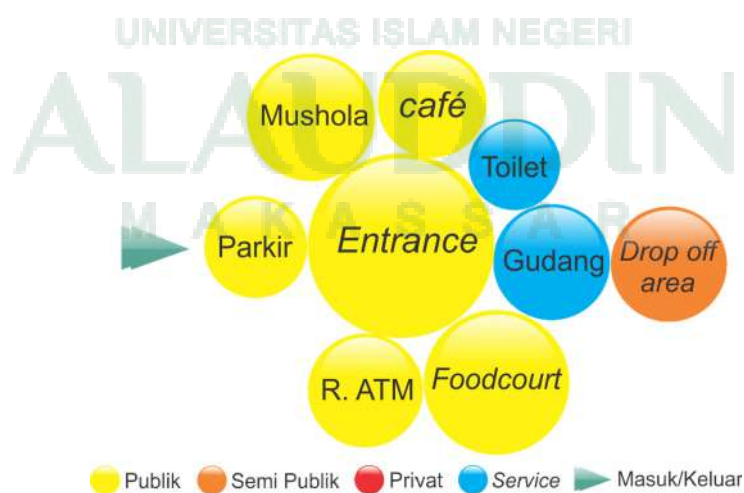 UNIVERSITAS ISLAM NEGERI
ALAUDDIN
MAKASSAR
Mushola
café
Toilet
Parkir
Entrance
Gudang
Drop off
area
R. ATM
Foodcourt
Publik
Semi Publik
Privat
Service
Masuk/Keluar